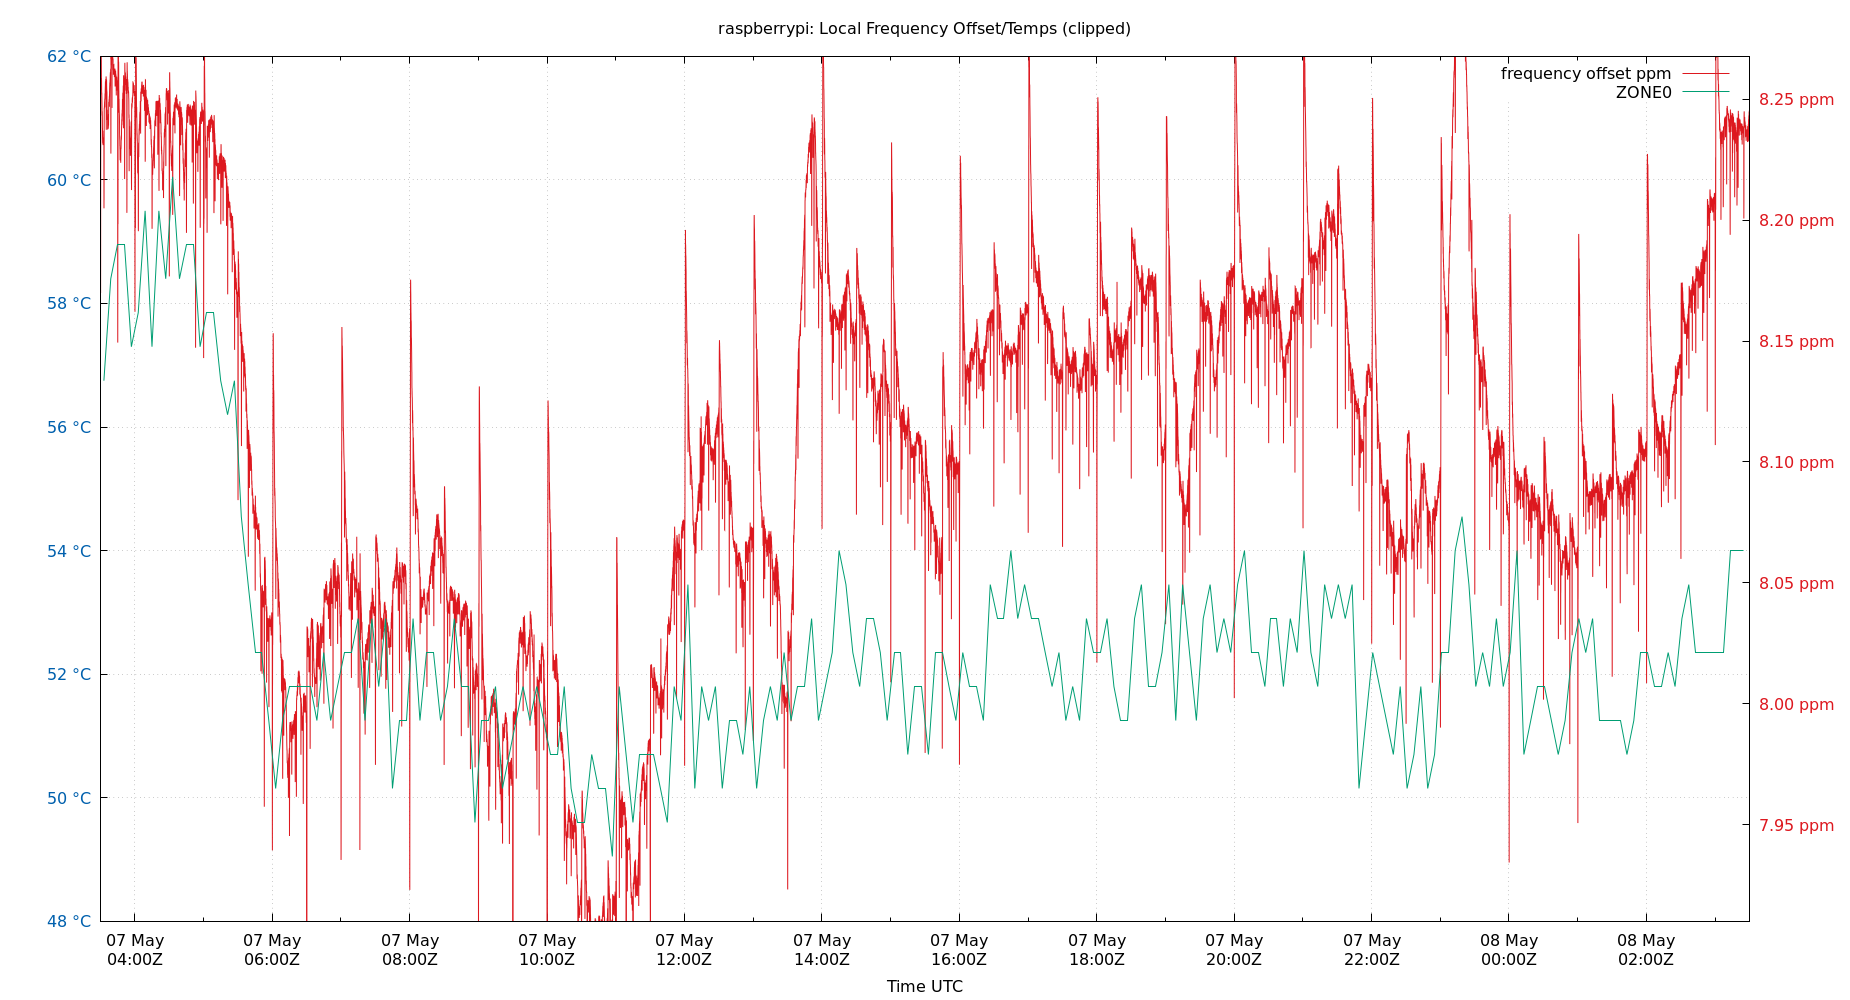 raspberrypi: Local Frequency Offset/Temps (clipped)
62 °C
60 °C
58 °C
56 °C
54 °C
52 °C
50 °C
48 °C
frequency offset ppm
ZONE0
8.25 ppm
8.20 ppm
8.15 ppm
8.10 ppm
8.05 ppm
8.00 ppm
7.95 ppm
07 May 07 May 07 May 07 May 07 May 07 May 07 May 07 May 07 May 07 May 08 May 08 May
04:00Z 06:00Z 08:00Z 10:00Z 12:00Z 14:00Z 16:00Z 18:00Z 20:00Z 22:00Z 00:00Z 02:00Z
Time UTC